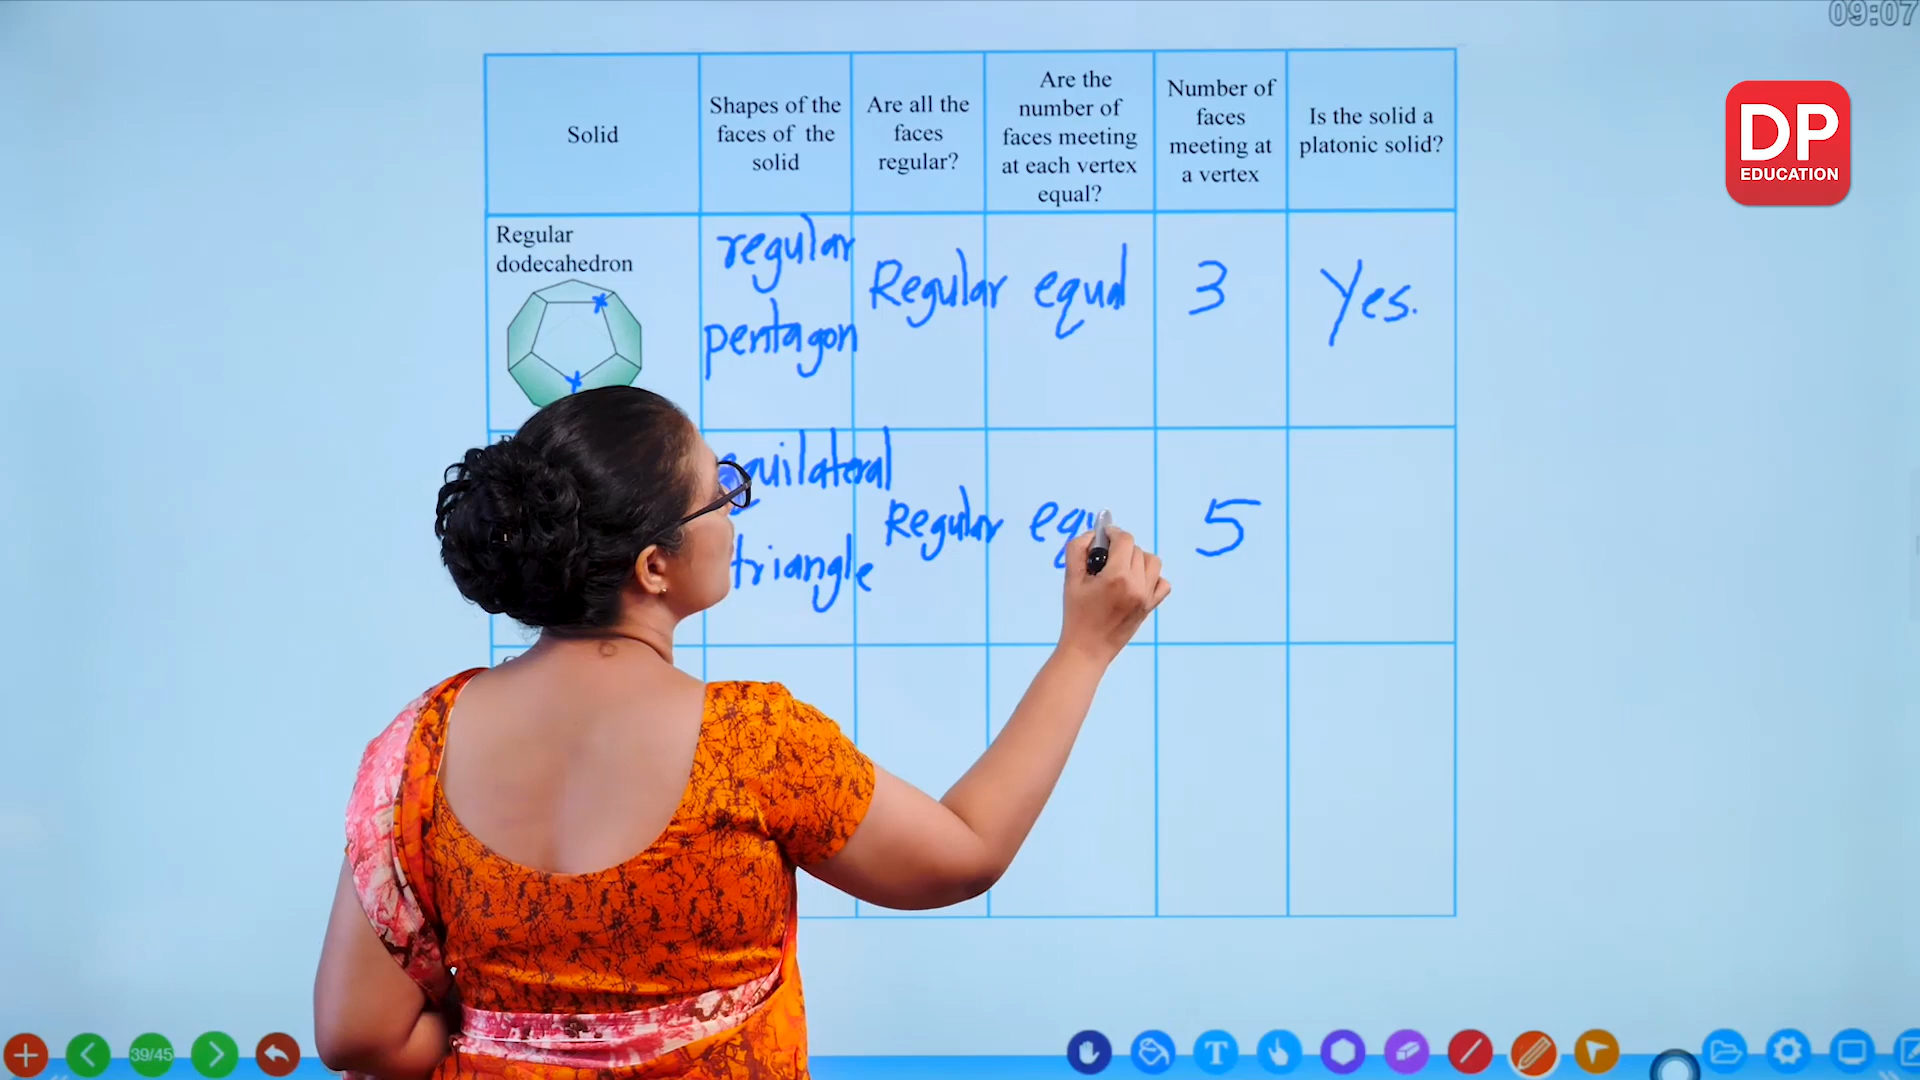 09:07
DP
EDUCATION
Solid
Shapes of the
faces of the
solid
Are all the
faces
regular?
Are the
number of
faces meeting
at each vertex
equal?
Number of
faces
meeting at
a vertex
Is the solid a
platonic solid?
Regular
dodecahedron
regular
pentagon
Regular
equal
3
Yes.
equilateral
triangle
Regular
equ
5
39/45
T